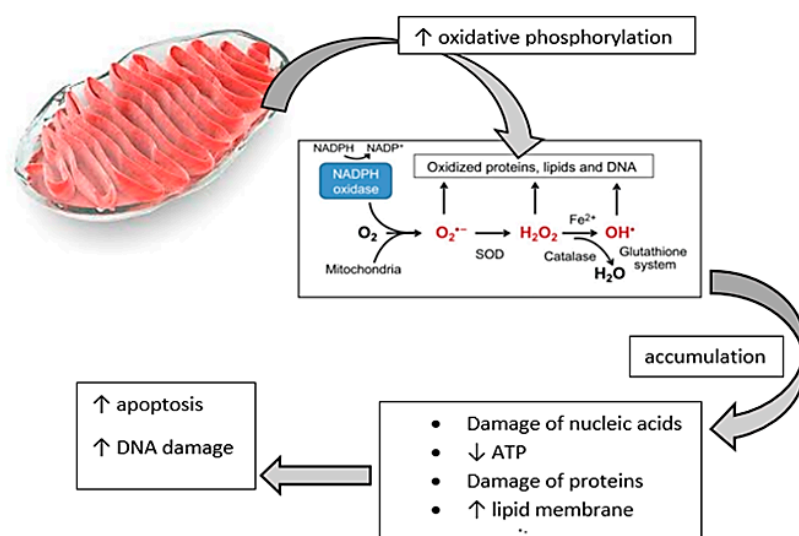 ↑ oxidative phosphorylation
NADPH NADP⁺
NADPH
oxidase
Oxidized proteins, lipids and DNA
O₂
O₂•−
H₂O₂
Fe²⁺
OH•
Mitochondria
SOD
Catalase
Glutathione
system
H₂O
accumulation
↑ apoptosis
↑ DNA damage
• Damage of nucleic acids
• ↓ ATP
• Damage of proteins
• ↑ lipid membrane